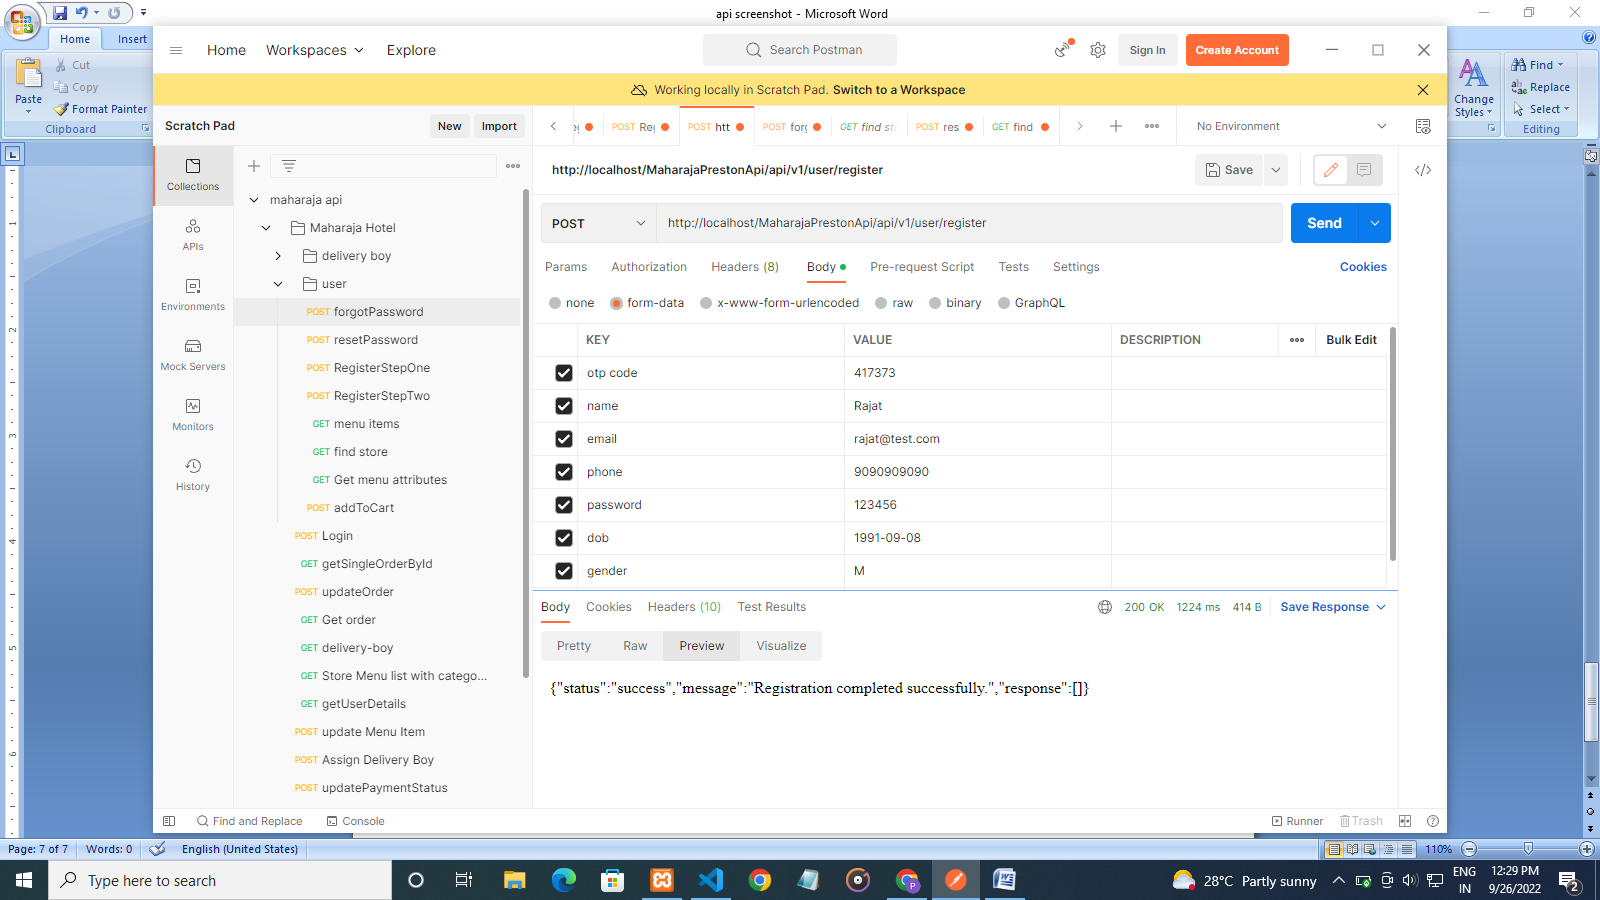 api screenshot - Microsoft Word
Home Insert
Cut
Copy
Format Painter
Paste
Clipboard
Find
Replace
Select
Change Styles
Editing
Home Workspaces Explore
Search Postman
Sign In Create Account
Working locally in Scratch Pad. Switch to a Workspace
Scratch Pad New Import
POST Re POST htt POST for GET find st POST res GET find
No Environment
Collections
APIs
Environments
Mock Servers
Monitors
History
maharaja api
Maharaja Hotel
delivery boy
user
POST forgotPassword
POST resetPassword
POST RegisterStepOne
POST RegisterStepTwo
GET menu items
GET find store
GET Get menu attributes
POST addToCart
POST Login
GET getSingleOrderById
POST updateOrder
GET Get order
GET delivery-boy
GET Store Menu list with catego...
GET getUserDetails
POST update Menu Item
POST Assign Delivery Boy
POST updatePaymentStatus
http://localhost/MaharajaPrestonApi/api/v1/user/register
Save
POST http://localhost/MaharajaPrestonApi/api/v1/user/register Send
Params Authorization Headers (8) Body Pre-request Script Tests Settings Cookies
none form-data x-www-form-urlencoded raw binary GraphQL
KEY VALUE DESCRIPTION Bulk Edit
otp code 417373
name Rajat
email rajat@test.com
phone 9090909090
password 123456
dob 1991-09-08
gender M
Body Cookies Headers (10) Test Results 200 OK 1224 ms 414 B Save Response
Pretty Raw Preview Visualize
{"status":"success","message":"Registration completed successfully.","response":[]}
Find and Replace Console Runner Trash
Page: 7 of 7 Words: 0 English (United States) 110%
Type here to search
28°C Partly sunny
ENG IN
12:29 PM
9/26/2022
2